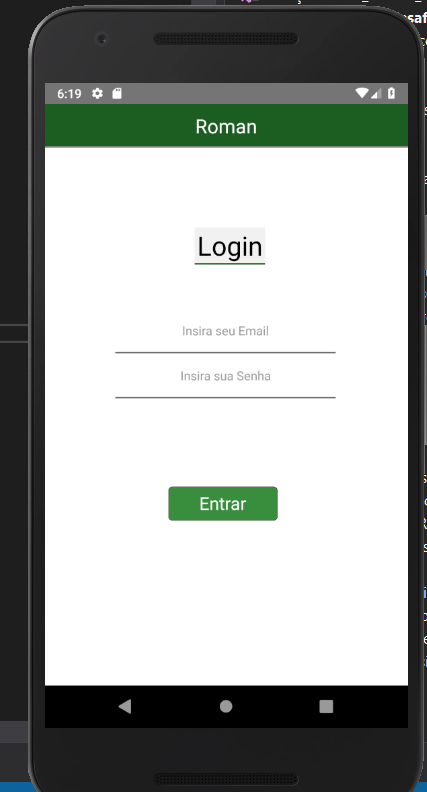 6:19
Roman
Login
Insira seu Email
Insira sua Senha
Entrar